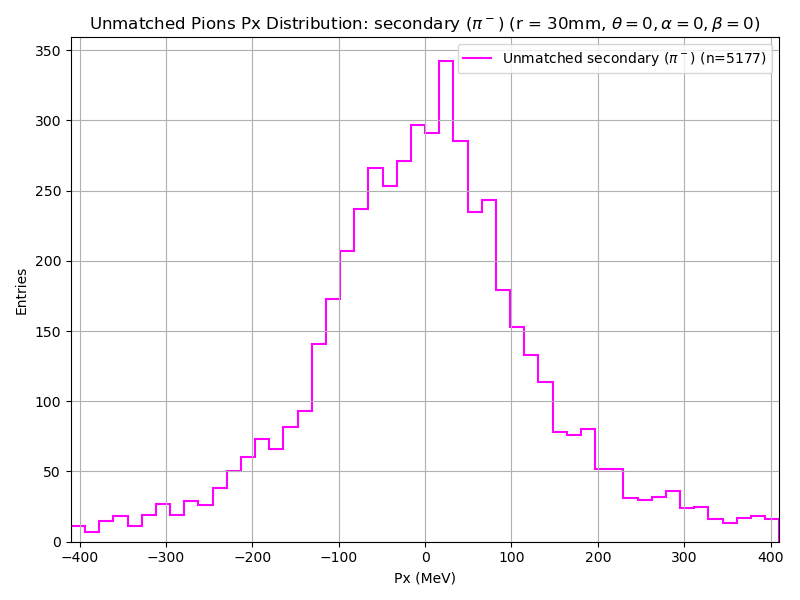 Unmatched Pions Px Distribution: secondary (π⁻) (r = 30mm, θ = 0, α = 0, β = 0)
Unmatched secondary (π⁻) (n=5177)
350
300
250
200
150
100
50
0
Entries
−400 −300 −200 −100 0 100 200 300 400
Px (MeV)